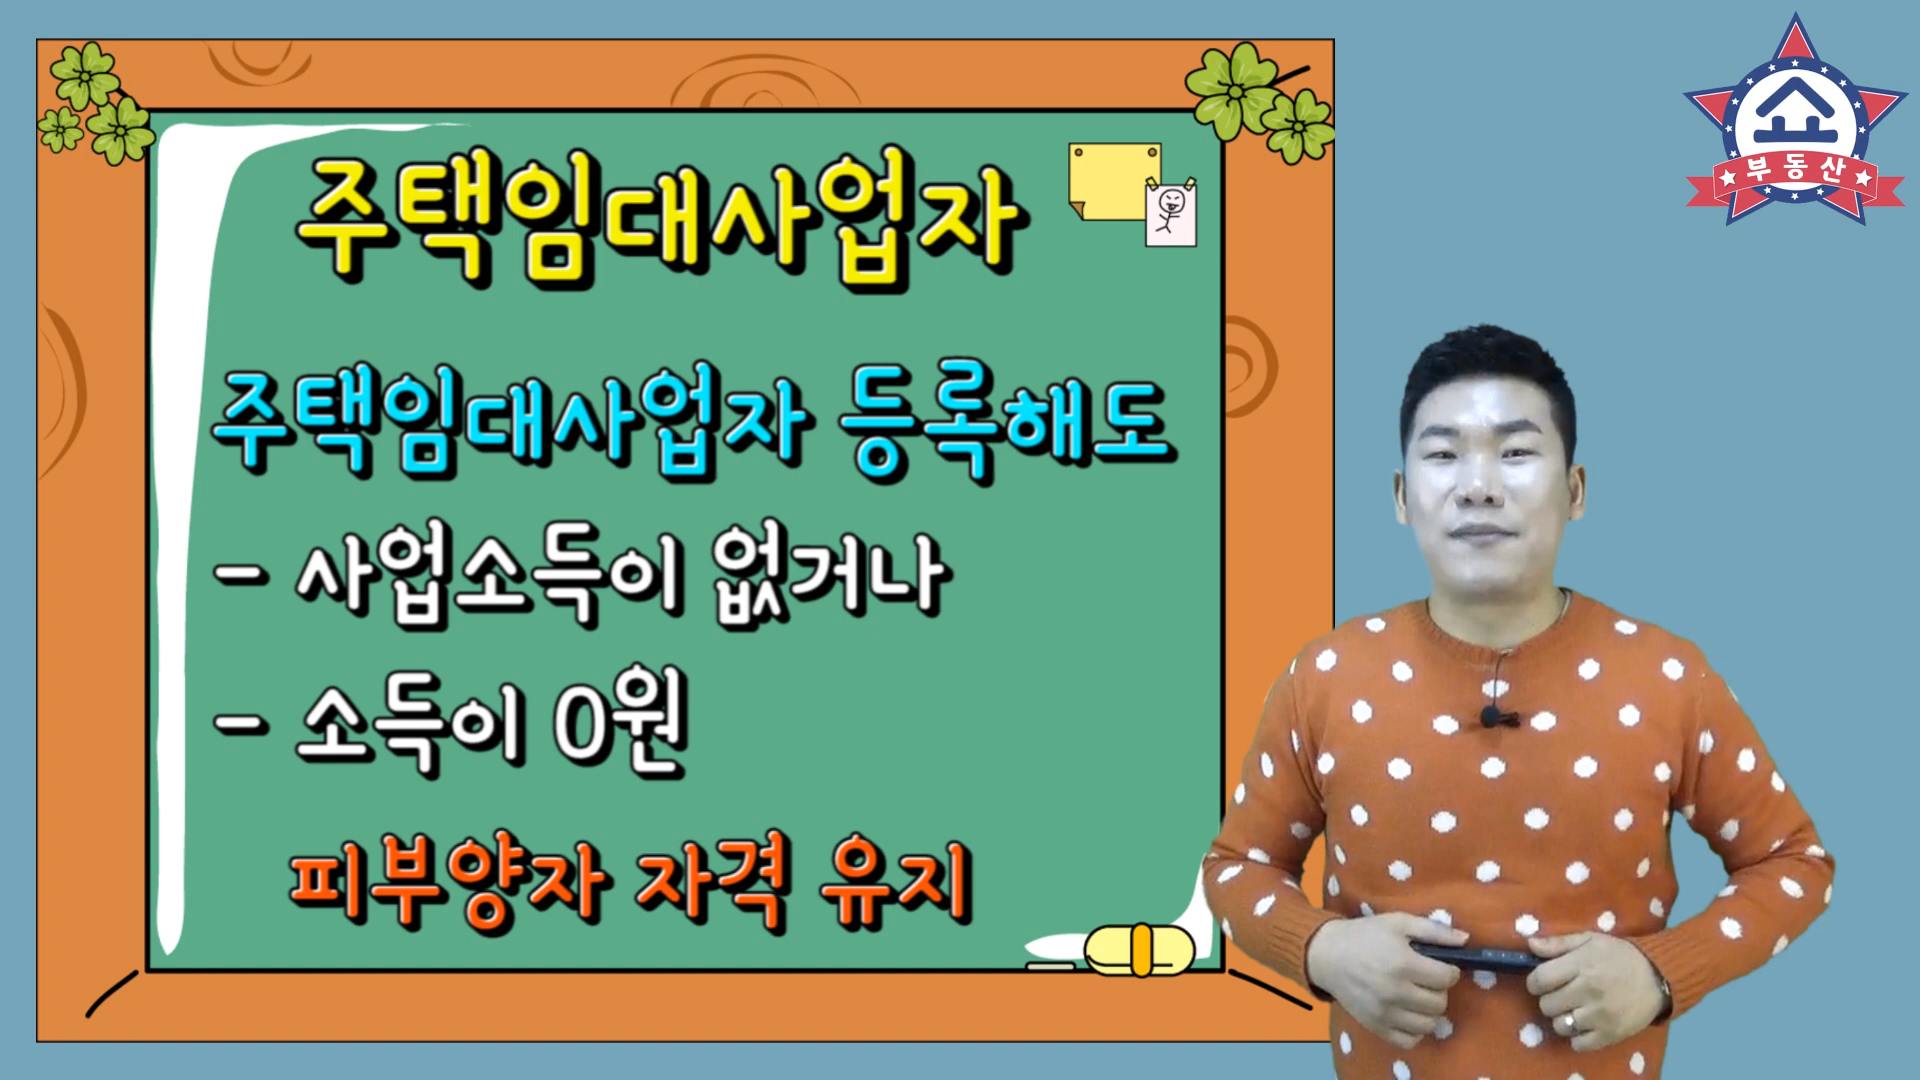 주택임대사업자
주택임대사업자 등록해도
- 사업소득이 없거나
- 소득이 0원
피부양자 자격 유지
쇼
부동산